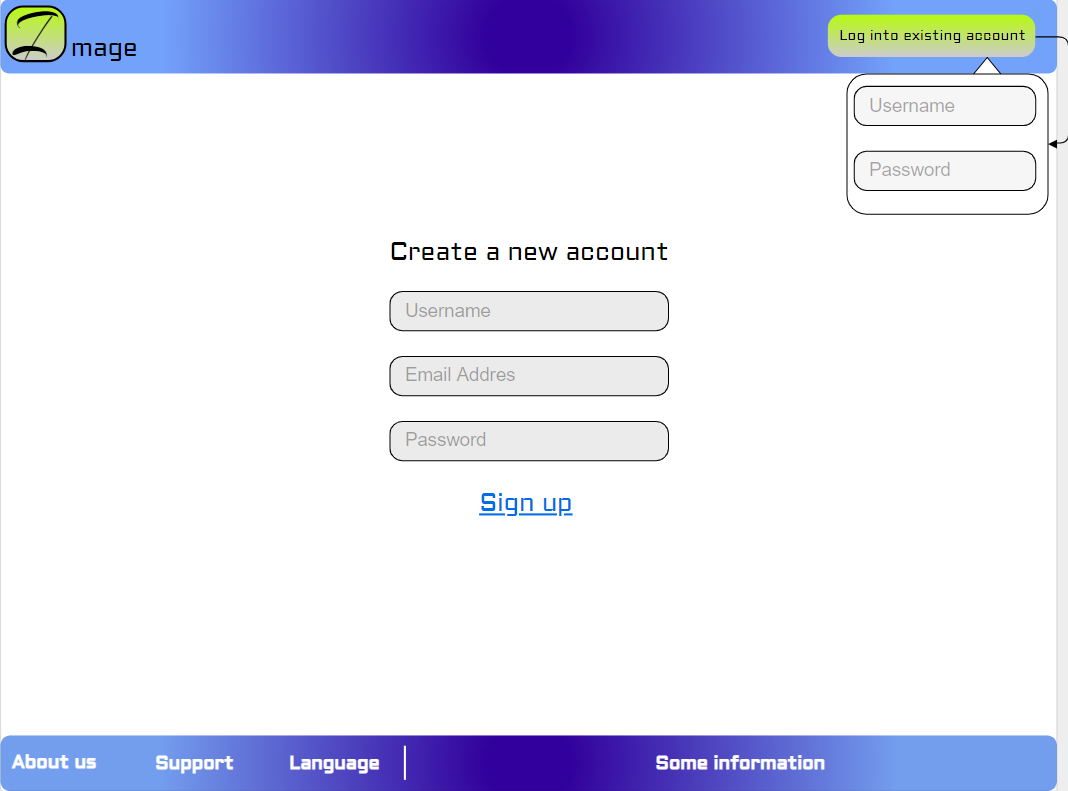 Image
Log into existing account
Username
Password
Create a new account
Username
Email Addres
Password
Sign up
About us
Support
Language
Some information